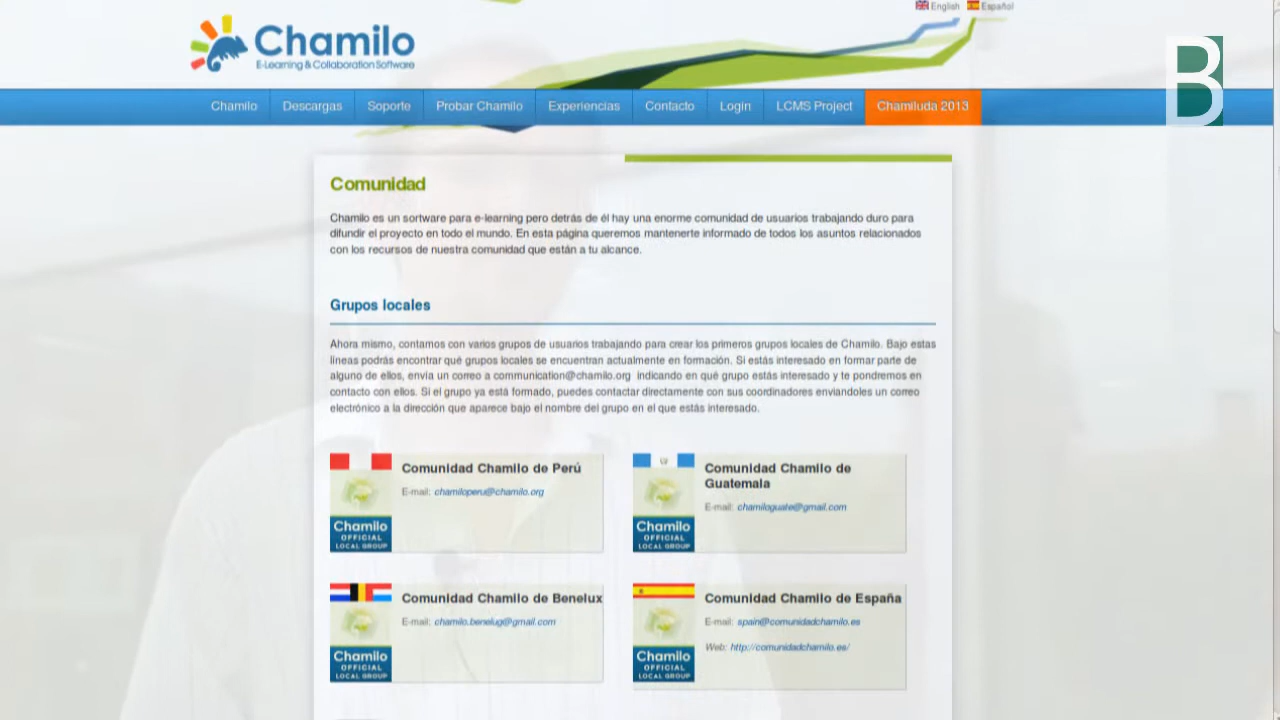 English Español
Chamilo
E-Learning & Collaboration Software
B
Chamilo Descargas Soporte Probar Chamilo Experiencias Contacto Login LCMS Project Chamiluda 2013
Comunidad
Chamilo es un sortware para e-learning pero detrás de él hay una enorme comunidad de usuarios trabajando duro para
difundir el proyecto en todo el mundo. En esta página queremos mantenerte informado de todos los asuntos relacionados
con los recursos de nuestra comunidad que están a tu alcance.
Grupos locales
Ahora mismo, contamos con varios grupos de usuarios trabajando para crear los primeros grupos locales de Chamilo. Bajo estas
líneas podrás encontrar qué grupos locales se encuentran actualmente en formación. Si estás interesado en formar parte de
alguno de ellos, envia un correo a communication@chamilo.org indicando en qué grupo estás interesado y te pondremos en
contacto con ellos. Si el grupo ya está formado, puedes contactar directamente con sus coordinadores enviandoles un correo
electrónico a la dirección que aparece bajo el nombre del grupo en el que estás interesado.
Comunidad Chamilo de Perú
E-mail: chamiloperu@chamilo.org
Chamilo
OFFICIAL
LOCAL GROUP
Comunidad Chamilo de
Guatemala
E-mail: chamiloguate@gmail.com
Chamilo
OFFICIAL
LOCAL GROUP
Comunidad Chamilo de Benelux
E-mail: chamilo.benelug@gmail.com
Chamilo
OFFICIAL
LOCAL GROUP
Comunidad Chamilo de España
E-mail: spain@comunidadchamilo.es
Web: http://comunidadchamilo.es/
Chamilo
OFFICIAL
LOCAL GROUP